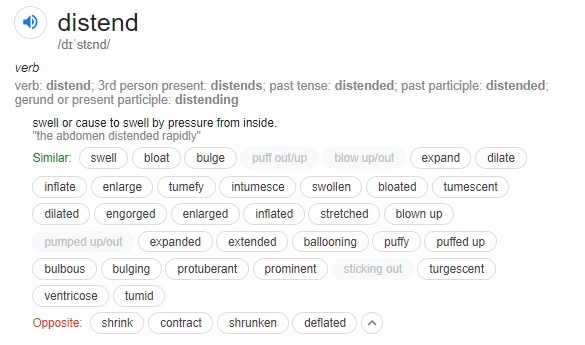 distend
/dɪˈstɛnd/
verb
verb: distend; 3rd person present: distends; past tense: distended; past participle: distended;
gerund or present participle: distending
swell or cause to swell by pressure from inside.
"the abdomen distended rapidly"
Similar: swell bloat bulge puff out/up blow up/out expand dilate
inflate enlarge tumefy intumesce swollen bloated tumescent
dilated engorged enlarged inflated stretched blown up
pumped up/out expanded extended ballooning puffy puffed up
bulbous bulging protuberant prominent sticking out turgescent
ventricose tumid
Opposite: shrink contract shrunken deflated